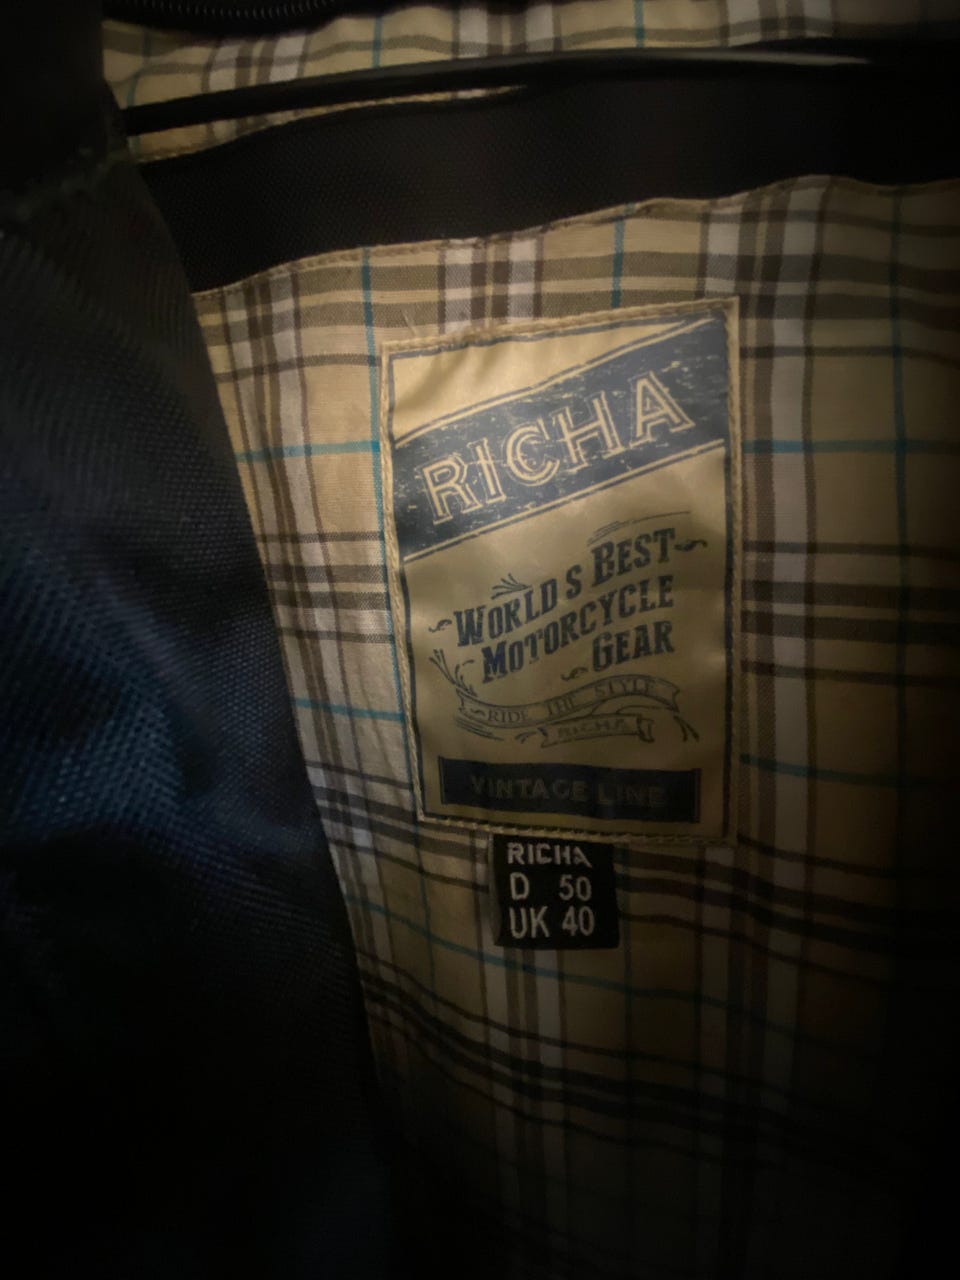 RICHA
WORLD S BEST
MOTORCYCLE
GEAR
RIDE THE STYLE
RICHA
VINTAGE LINE
RICHA
D 50
UK 40